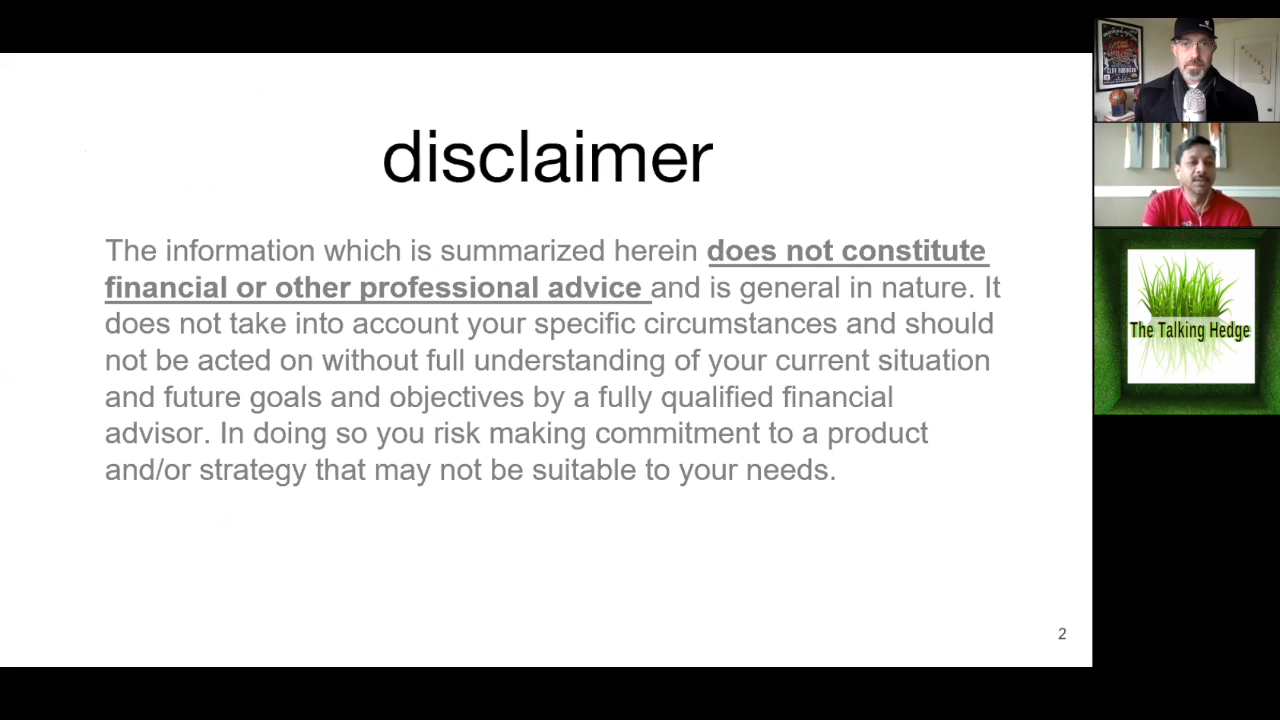 disclaimer
The information which is summarized herein does not constitute
financial or other professional advice and is general in nature. It
does not take into account your specific circumstances and should
not be acted on without full understanding of your current situation
and future goals and objectives by a fully qualified financial
advisor. In doing so you risk making commitment to a product
and/or strategy that may not be suitable to your needs.
2
The Talking Hedge